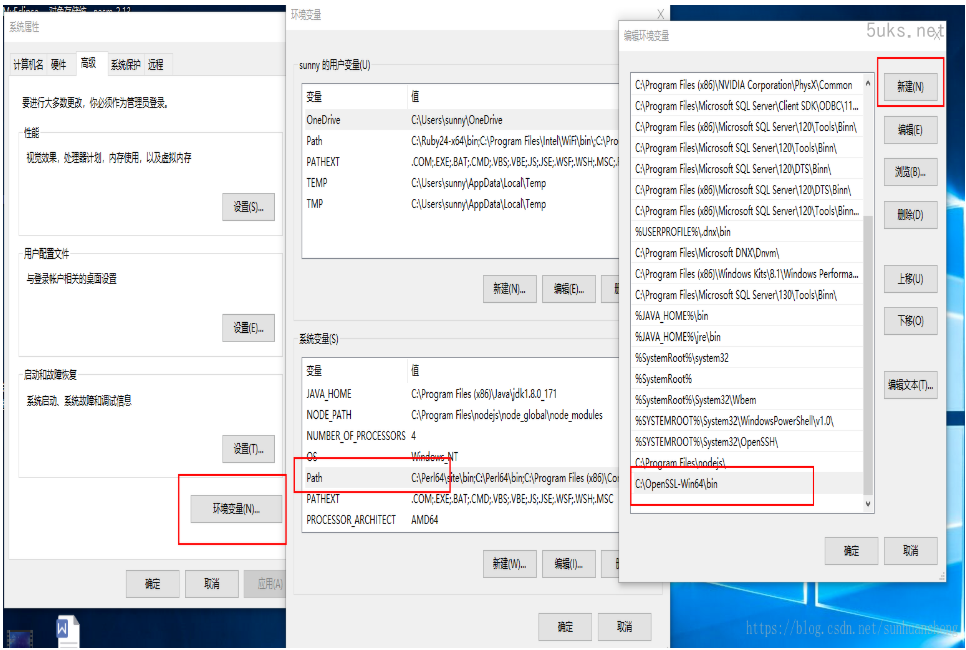 系统属性
计算机名 硬件 高级 系统保护 远程
要进行大多数更改，你必须作为管理员登录。
性能
视觉效果，处理器计划，内存使用，以及虚拟内存
设置(S)...
用户配置文件
与登录帐户相关的桌面设置
设置(E)...
启动和故障恢复
系统启动、系统故障和调试信息
设置(T)...
环境变量(N)...
确定 取消 应用(A)
环境变量
sunny 的用户变量(U)
变量 值
OneDrive C:\Users\sunny\OneDrive
Path C:\Ruby24-x64\bin;C:\Program Files\Intel\WiFi\bin\;C:\Pro
PATHEXT .COM;.EXE;.BAT;.CMD;.VBS;.VBE;.JS;.JSE;.WSF;.WSH;.MSC;.
TEMP C:\Users\sunny\AppData\Local\Temp
TMP C:\Users\sunny\AppData\Local\Temp
新建(N)... 编辑(E)...
系统变量(S)
变量 值
JAVA_HOME C:\Program Files (x86)\Java\jdk1.8.0_171
NODE_PATH C:\Program Files\nodejs\node_global\node_modules
NUMBER_OF_PROCESSORS 4
OS Windows_NT
Path C:\Perl64\site\bin;C:\Perl64\bin;C:\Program Files (x86)\Co
PATHEXT .COM;.EXE;.BAT;.CMD;.VBS;.VBE;.JS;.JSE;.WSF;.WSH;.MSC
PROCESSOR_ARCHITECT AMD64
新建(W)... 编辑(I)...
确定 取消
编辑环境变量
5uks.net
C:\Program Files (x86)\NVIDIA Corporation\PhysX\Common
C:\Program Files\Microsoft SQL Server\Client SDK\ODBC\11...
C:\Program Files (x86)\Microsoft SQL Server\120\Tools\Binn\
C:\Program Files\Microsoft SQL Server\120\Tools\Binn\
C:\Program Files\Microsoft SQL Server\120\DTS\Binn\
C:\Program Files (x86)\Microsoft SQL Server\120\DTS\Binn\
C:\Program Files (x86)\Microsoft SQL Server\120\Tools\Binn...
%USERPROFILE%\.dnx\bin
C:\Program Files\Microsoft DNX\Dnvm\
C:\Program Files (x86)\Windows Kits\8.1\Windows Performa...
C:\Program Files\Microsoft SQL Server\130\Tools\Binn\
%JAVA_HOME%\bin
%JAVA_HOME%\jre\bin
%SystemRoot%\system32
%SystemRoot%
%SystemRoot%\System32\Wbem
%SYSTEMROOT%\System32\WindowsPowerShell\v1.0\
%SYSTEMROOT%\System32\OpenSSH\
C:\Program Files\nodejs\
C:\OpenSSL-Win64\bin
新建(N)
编辑(E)
浏览(B)...
删除(D)
上移(U)
下移(O)
编辑文本(T)...
确定 取消